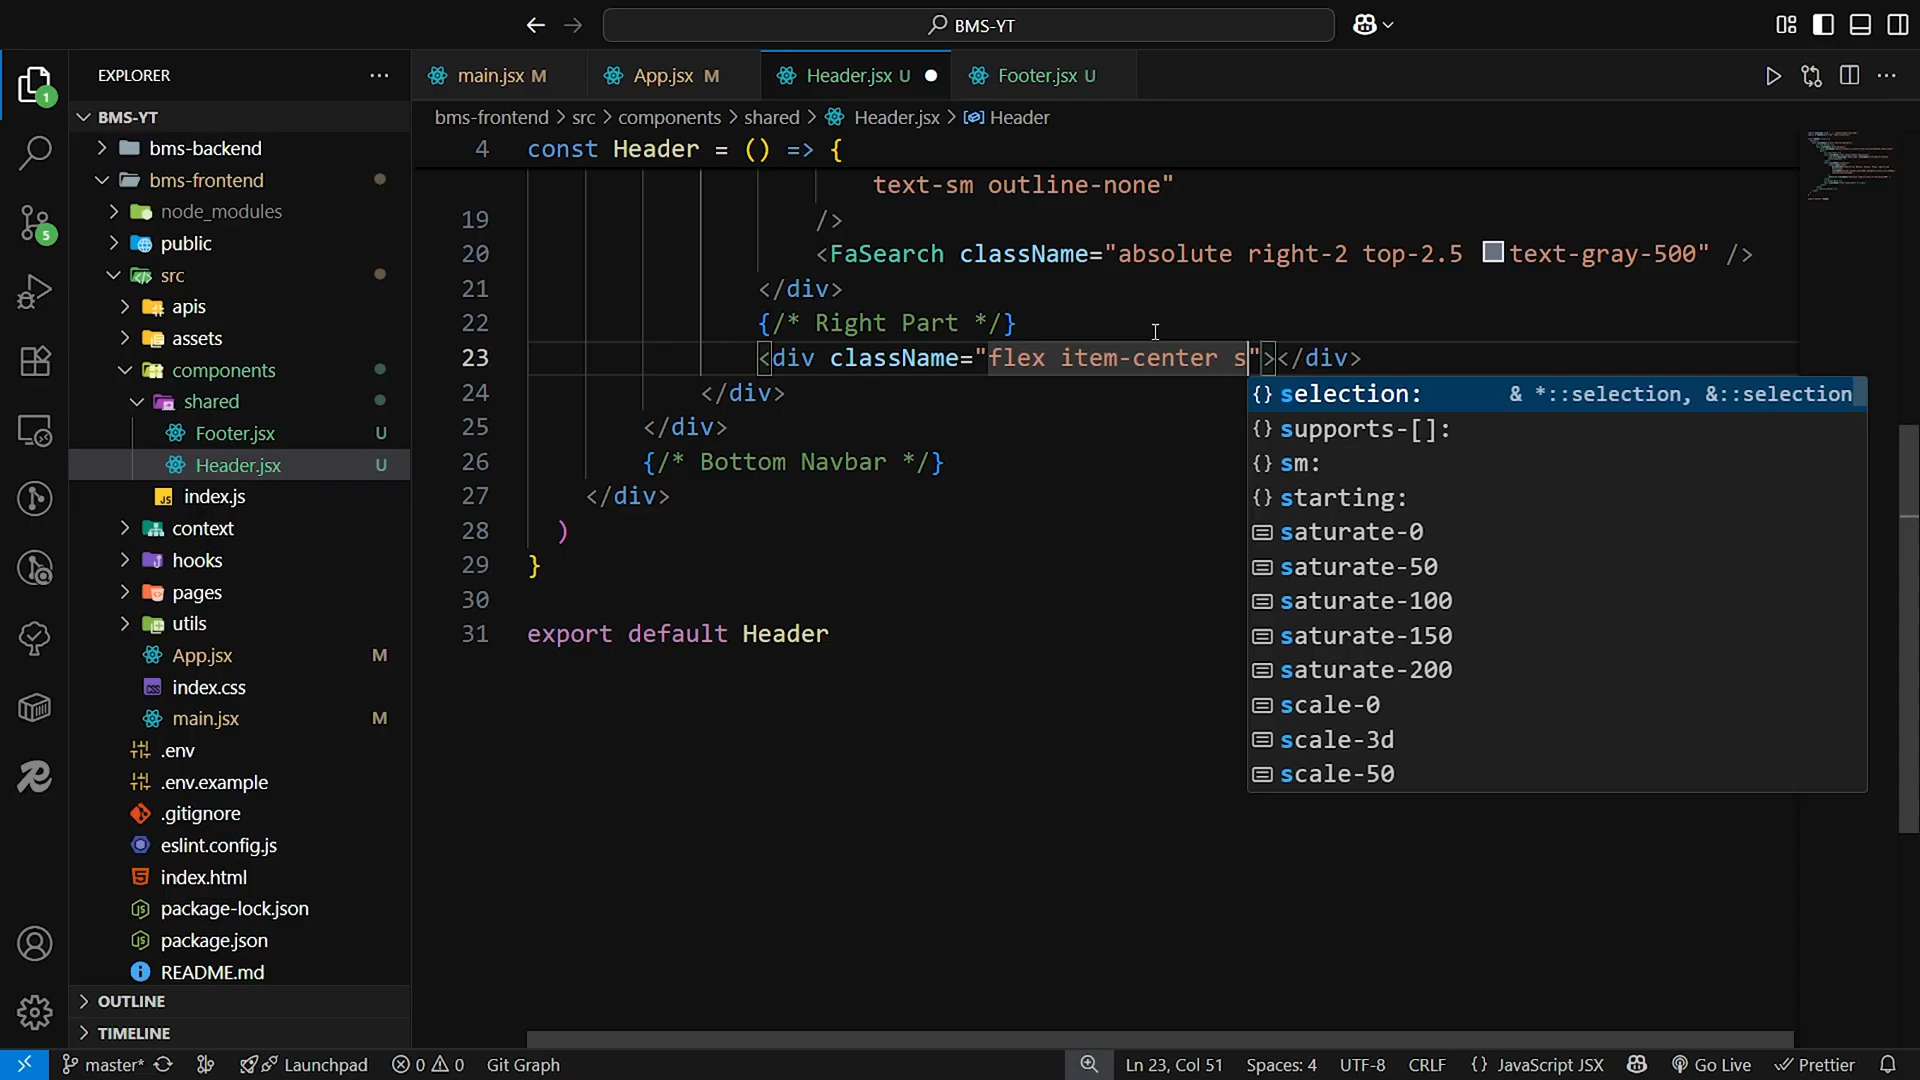 BMS-YT
EXPLORER
main.jsx M
App.jsx M
Header.jsx U
Footer.jsx U
BMS-YT
bms-frontend > src > components > shared > Header.jsx > Header
bms-backend
bms-frontend
node_modules
public
src
apis
assets
components
shared
Footer.jsx U
Header.jsx U
index.js
context
hooks
pages
utils
App.jsx M
index.css
main.jsx M
.env
.env.example
.gitignore
eslint.config.js
index.html
package-lock.json
package.json
README.md
OUTLINE
TIMELINE
1
5
4 const Header = () => {
text-sm outline-none"
19 />
20 <FaSearch className="absolute right-2 top-2.5 text-gray-500" />
21 </div>
22 {/* Right Part */}
23 <div className="flex item-center s"></div>
24 </div>
25 </div>
26 {/* Bottom Navbar */}
27 </div>
28 )
29 }
30
31 export default Header
{} selection: & *::selection, &::selection
{} supports-[]:
{} sm:
{} starting:
saturate-0
saturate-50
saturate-100
saturate-150
saturate-200
scale-0
scale-3d
scale-50
master* Launchpad 0 0 Git Graph Ln 23, Col 51 Spaces: 4 UTF-8 CRLF {} JavaScript JSX Go Live Prettier